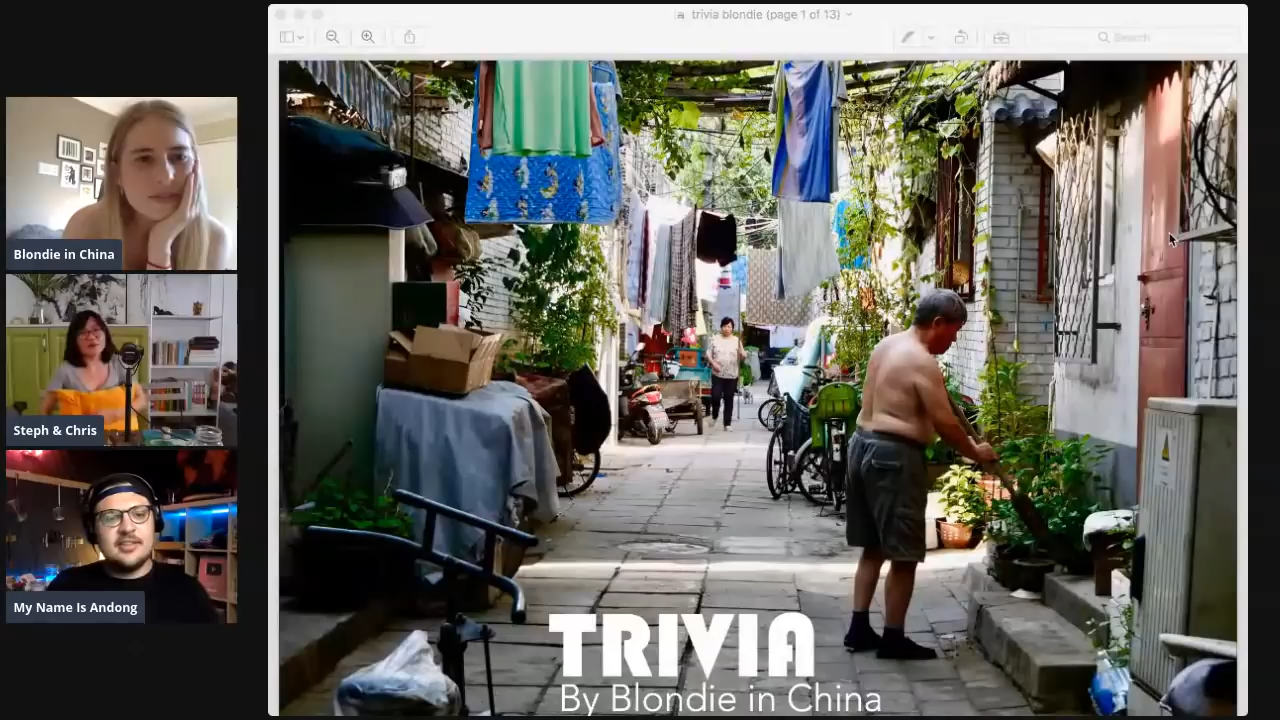 trivia blondie (page 1 of 13)
Search
Blondie in China
Steph & Chris
My Name Is Andong
TRIVIA
By Blondie in China